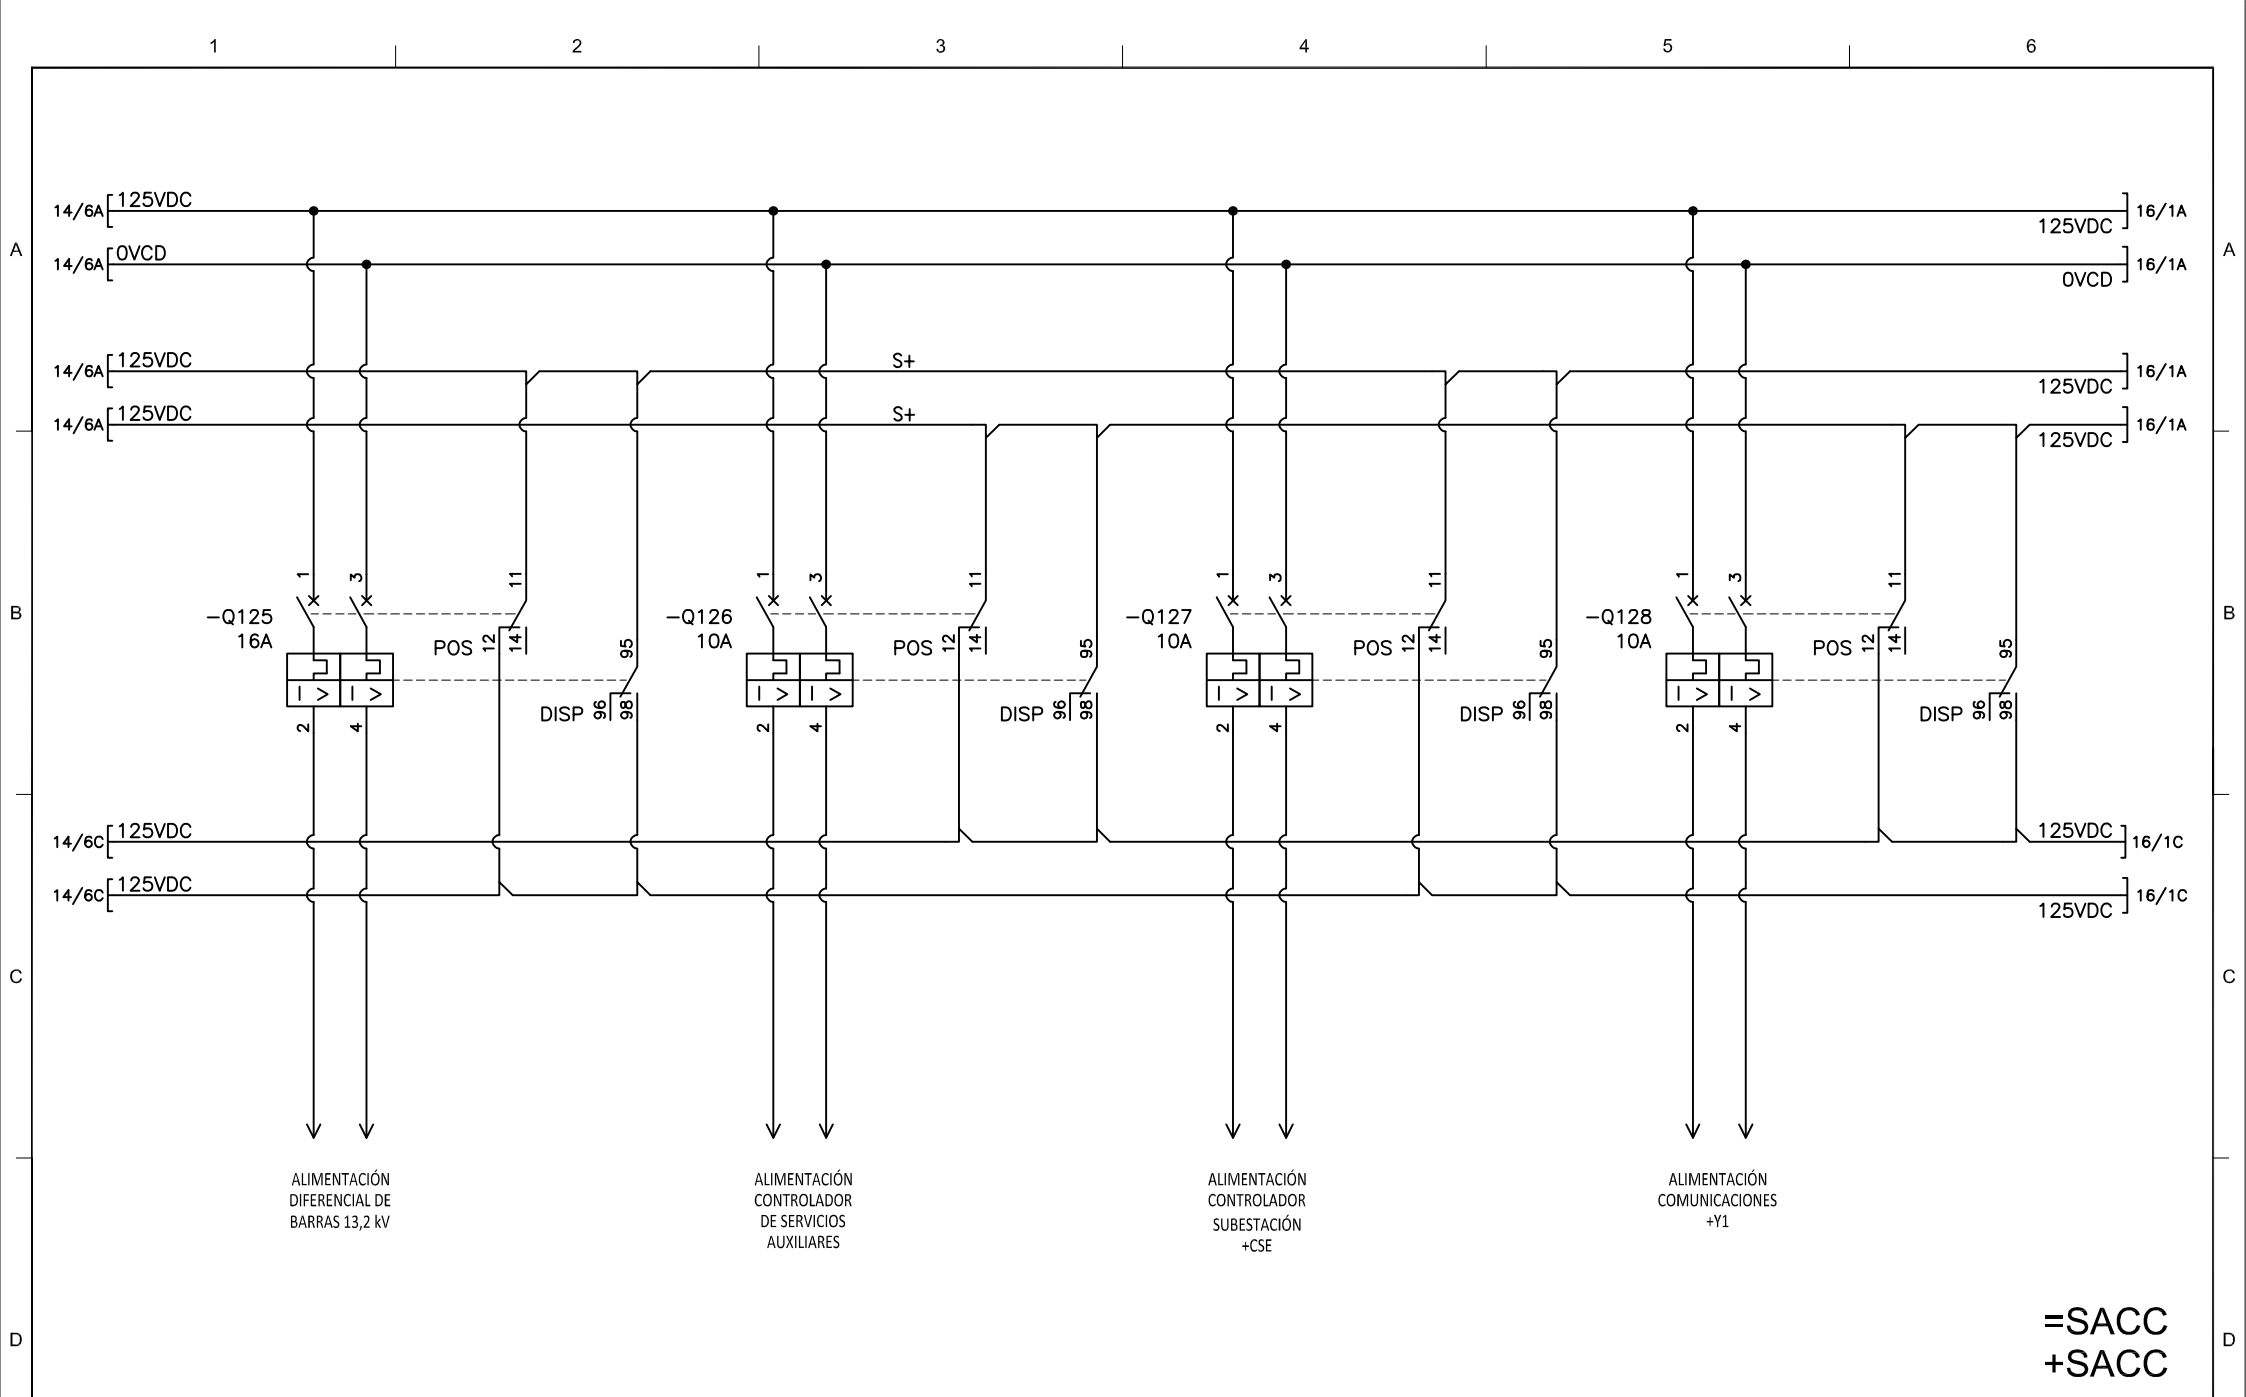 1 2 3 4 5 6
14/6A 125VDC 125VDC 16/1A
A 14/6A 0VCD 0VCD 16/1A A
14/6A 125VDC S+ 125VDC 16/1A
14/6A 125VDC S+ 125VDC 16/1A
1 3 11 1 3 11 1 3 11 1 3 11
B -Q125 -Q126 -Q127 -Q128 B
16A 10A 10A 10A
POS 12 14 95 POS 12 14 95 POS 12 14 95 POS 12 14 95
I > I > I > I > I > I > I > I >
2 4 DISP 96 98 2 4 DISP 96 98 2 4 DISP 96 98 2 4 DISP 96 98
14/6C 125VDC 125VDC 16/1C
14/6C 125VDC 125VDC 16/1C
C C
ALIMENTACIÓN
DIFERENCIAL DE
BARRAS 13,2 kV
ALIMENTACIÓN
CONTROLADOR
DE SERVICIOS
AUXILIARES
ALIMENTACIÓN
CONTROLADOR
SUBESTACIÓN
+CSE
ALIMENTACIÓN
COMUNICACIONES
+Y1
D D
=SACC
+SACC